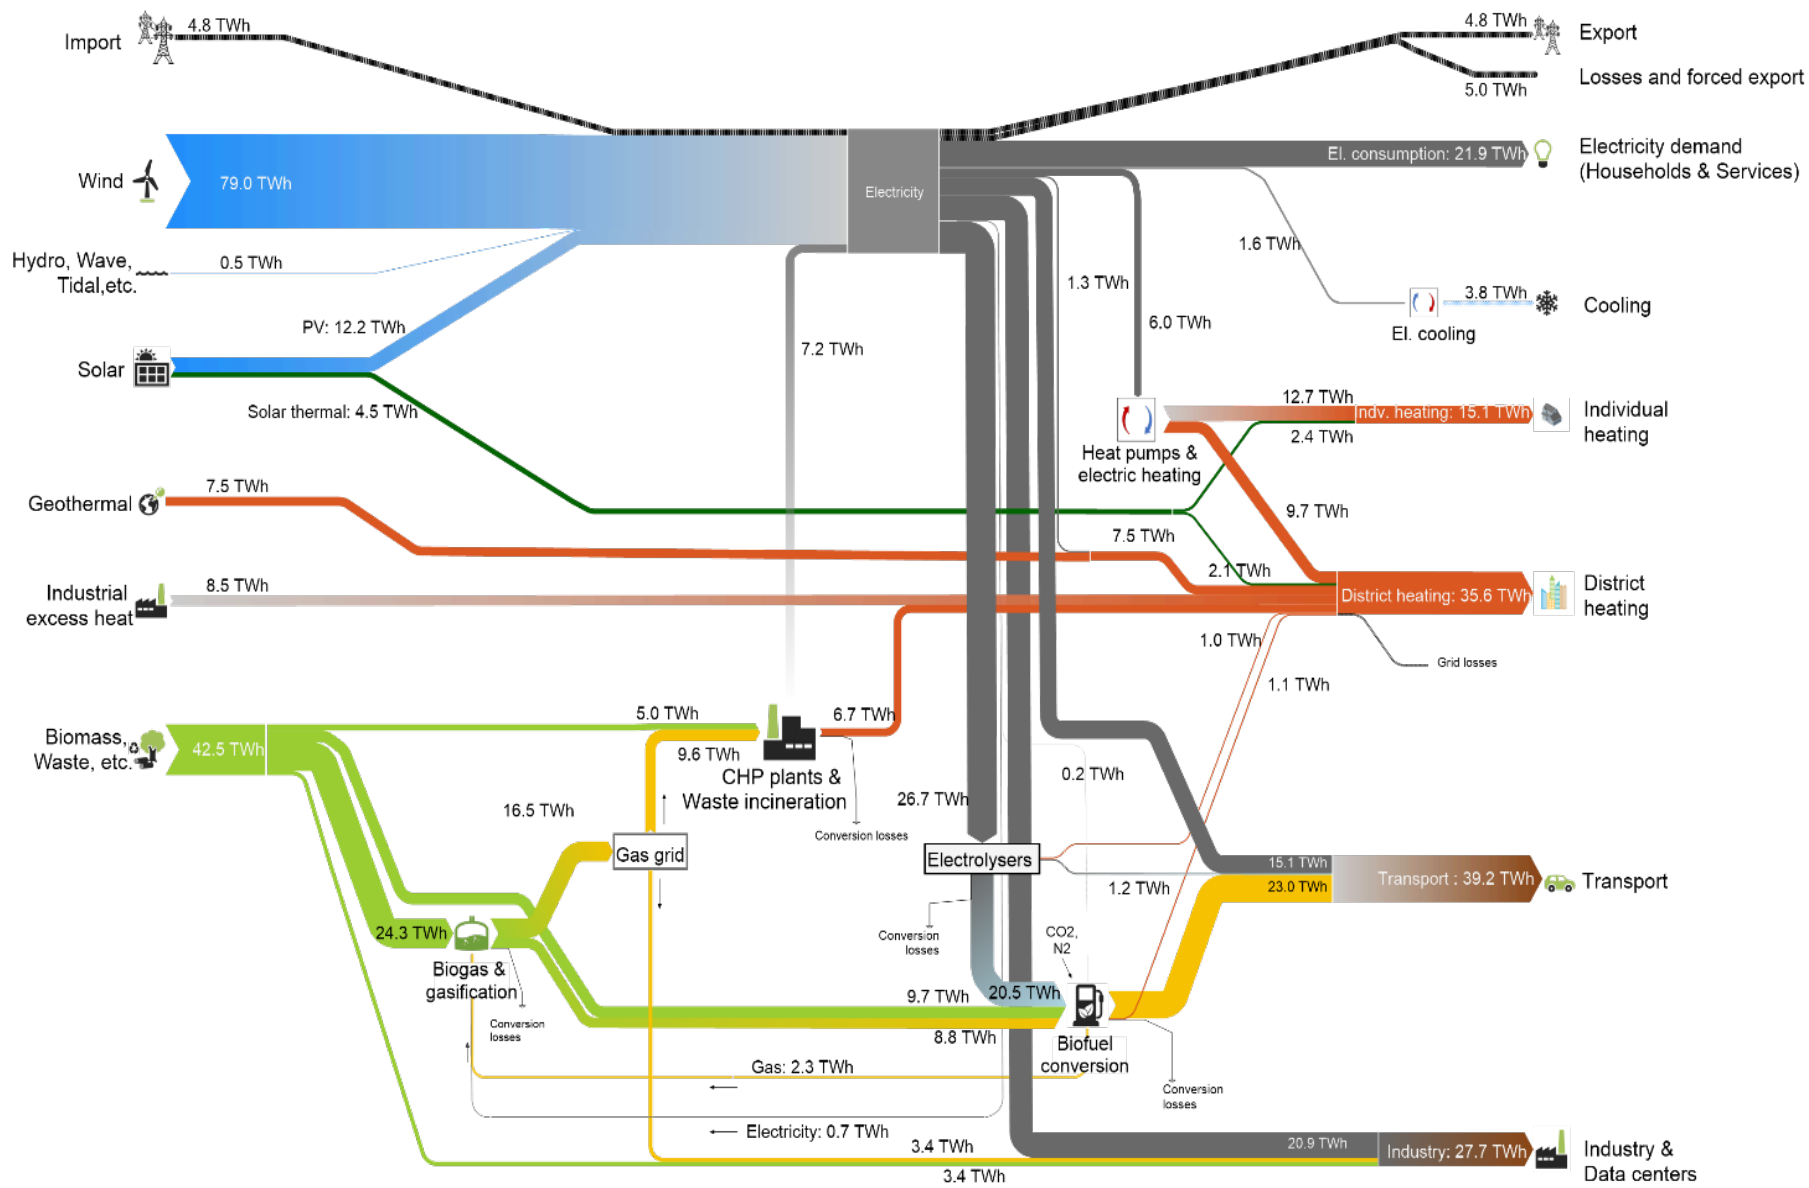 4.8 TWh
Import
4.8 TWh
Export
Losses and forced export
5.0 TWh
Wind
79.0 TWh
Electricity
El. consumption: 21.9 TWh
Electricity demand
(Households & Services)
Hydro, Wave,
Tidal,etc.
0.5 TWh
1.6 TWh
1.3 TWh
3.8 TWh
Cooling
El. cooling
PV: 12.2 TWh
6.0 TWh
7.2 TWh
Solar
Solar thermal: 4.5 TWh
12.7 TWh
Indv. heating: 15.1 TWh
2.4 TWh
Individual
heating
Heat pumps &
electric heating
7.5 TWh
Geothermal
9.7 TWh
7.5 TWh
2.1 TWh
8.5 TWh
Industrial
excess heat
District heating: 35.6 TWh
District
heating
1.0 TWh
Grid losses
1.1 TWh
5.0 TWh
6.7 TWh
Biomass,
Waste, etc.
42.5 TWh
9.6 TWh
CHP plants &
Waste incineration
0.2 TWh
16.5 TWh
26.7 TWh
Conversion losses
Gas grid
Electrolysers
15.1 TWh
1.2 TWh
23.0 TWh
Transport : 39.2 TWh
Transport
24.3 TWh
Conversion
losses
CO2,
N2
Biogas &
gasification
9.7 TWh
20.5 TWh
Conversion
losses
8.8 TWh
Biofuel
conversion
Gas: 2.3 TWh
Conversion
losses
Electricity: 0.7 TWh
3.4 TWh
3.4 TWh
20.9 TWh
Industry: 27.7 TWh
Industry &
Data centers